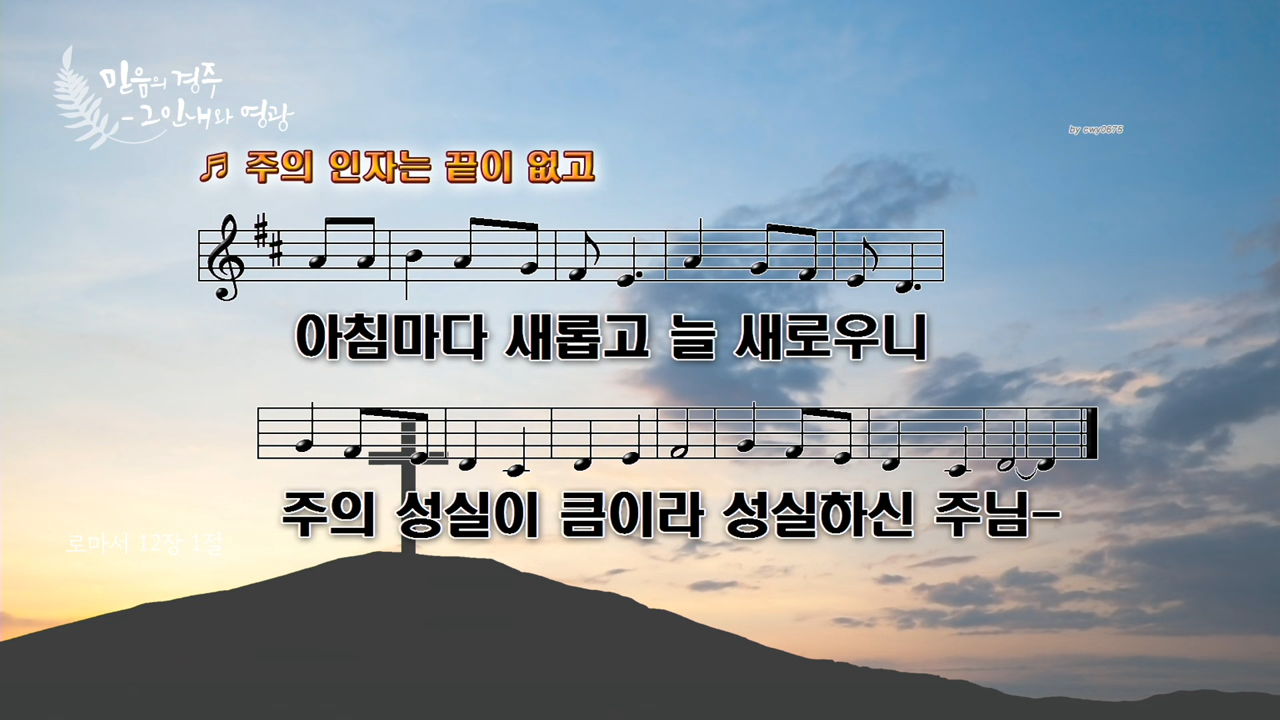 믿음의 경주
- 그 인내와 영광
by cwy0675
♬ 주의 인자는 끝이 없고
아침마다 새롭고 늘 새로우니
주의 성실이 큼이라 성실하신 주님-
로마서 12장 1절